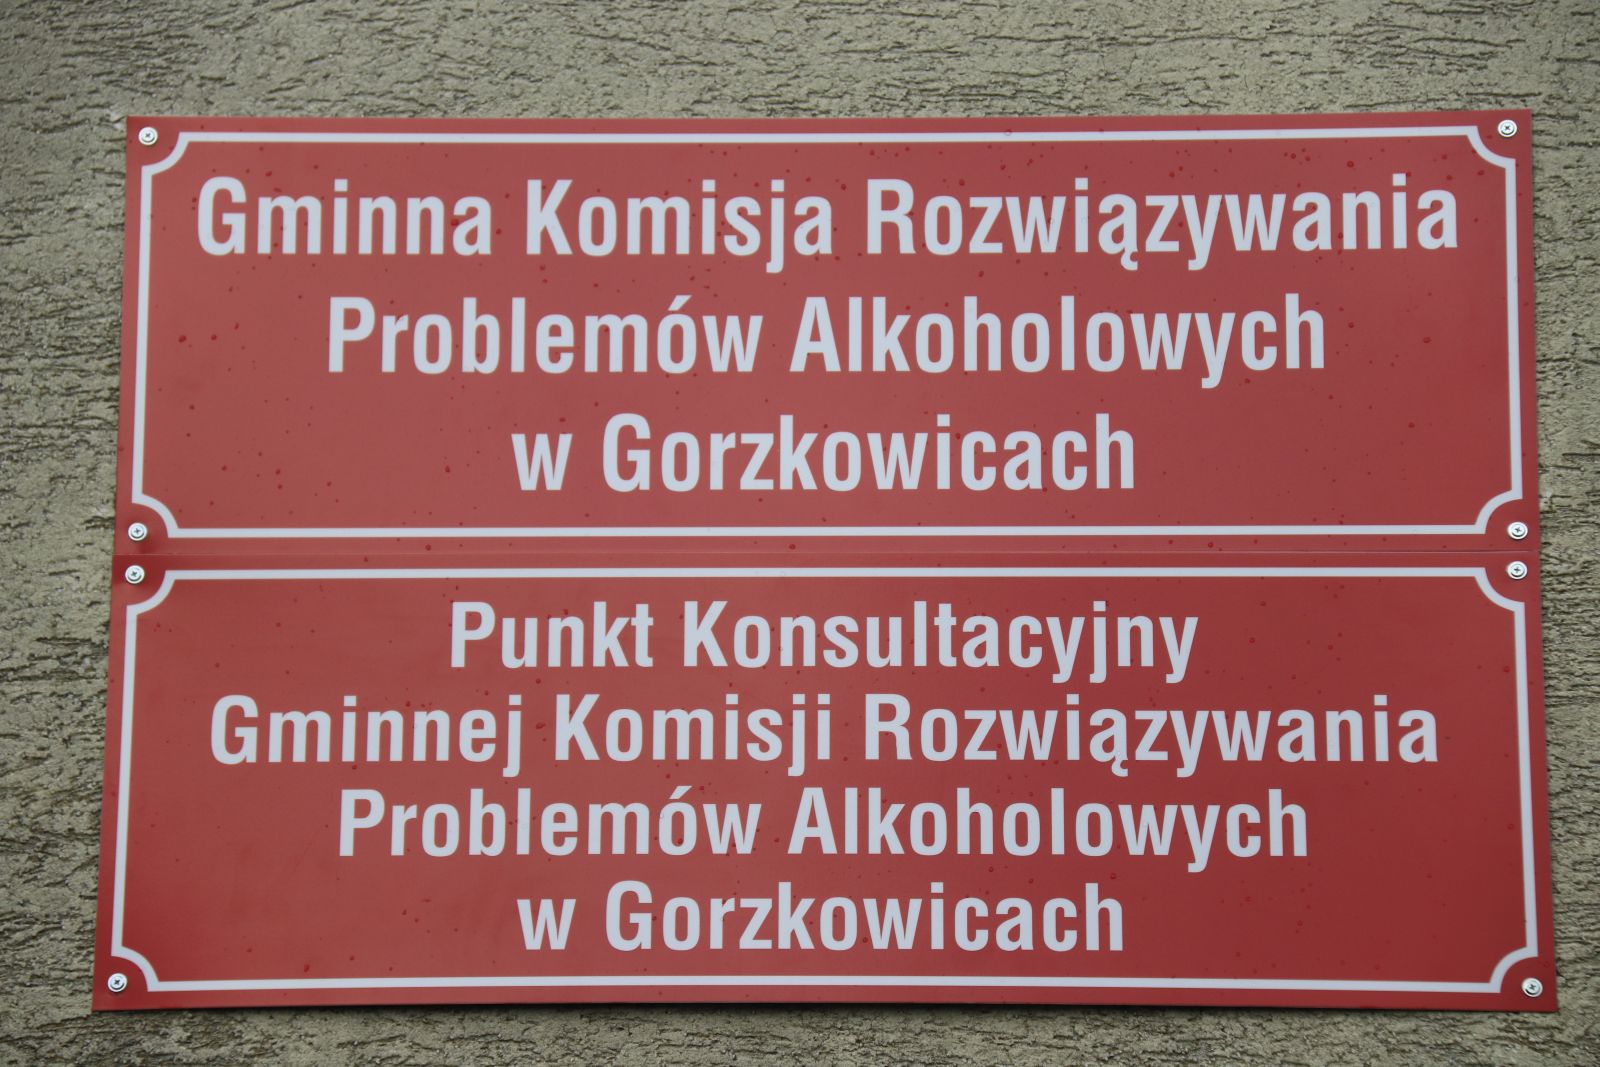 Gminna Komisja Rozwiązywania
Problemów Alkoholowych
w Gorzkowicach
Punkt Konsultacyjny
Gminnej Komisji Rozwiązywania
Problemów Alkoholowych
w Gorzkowicach